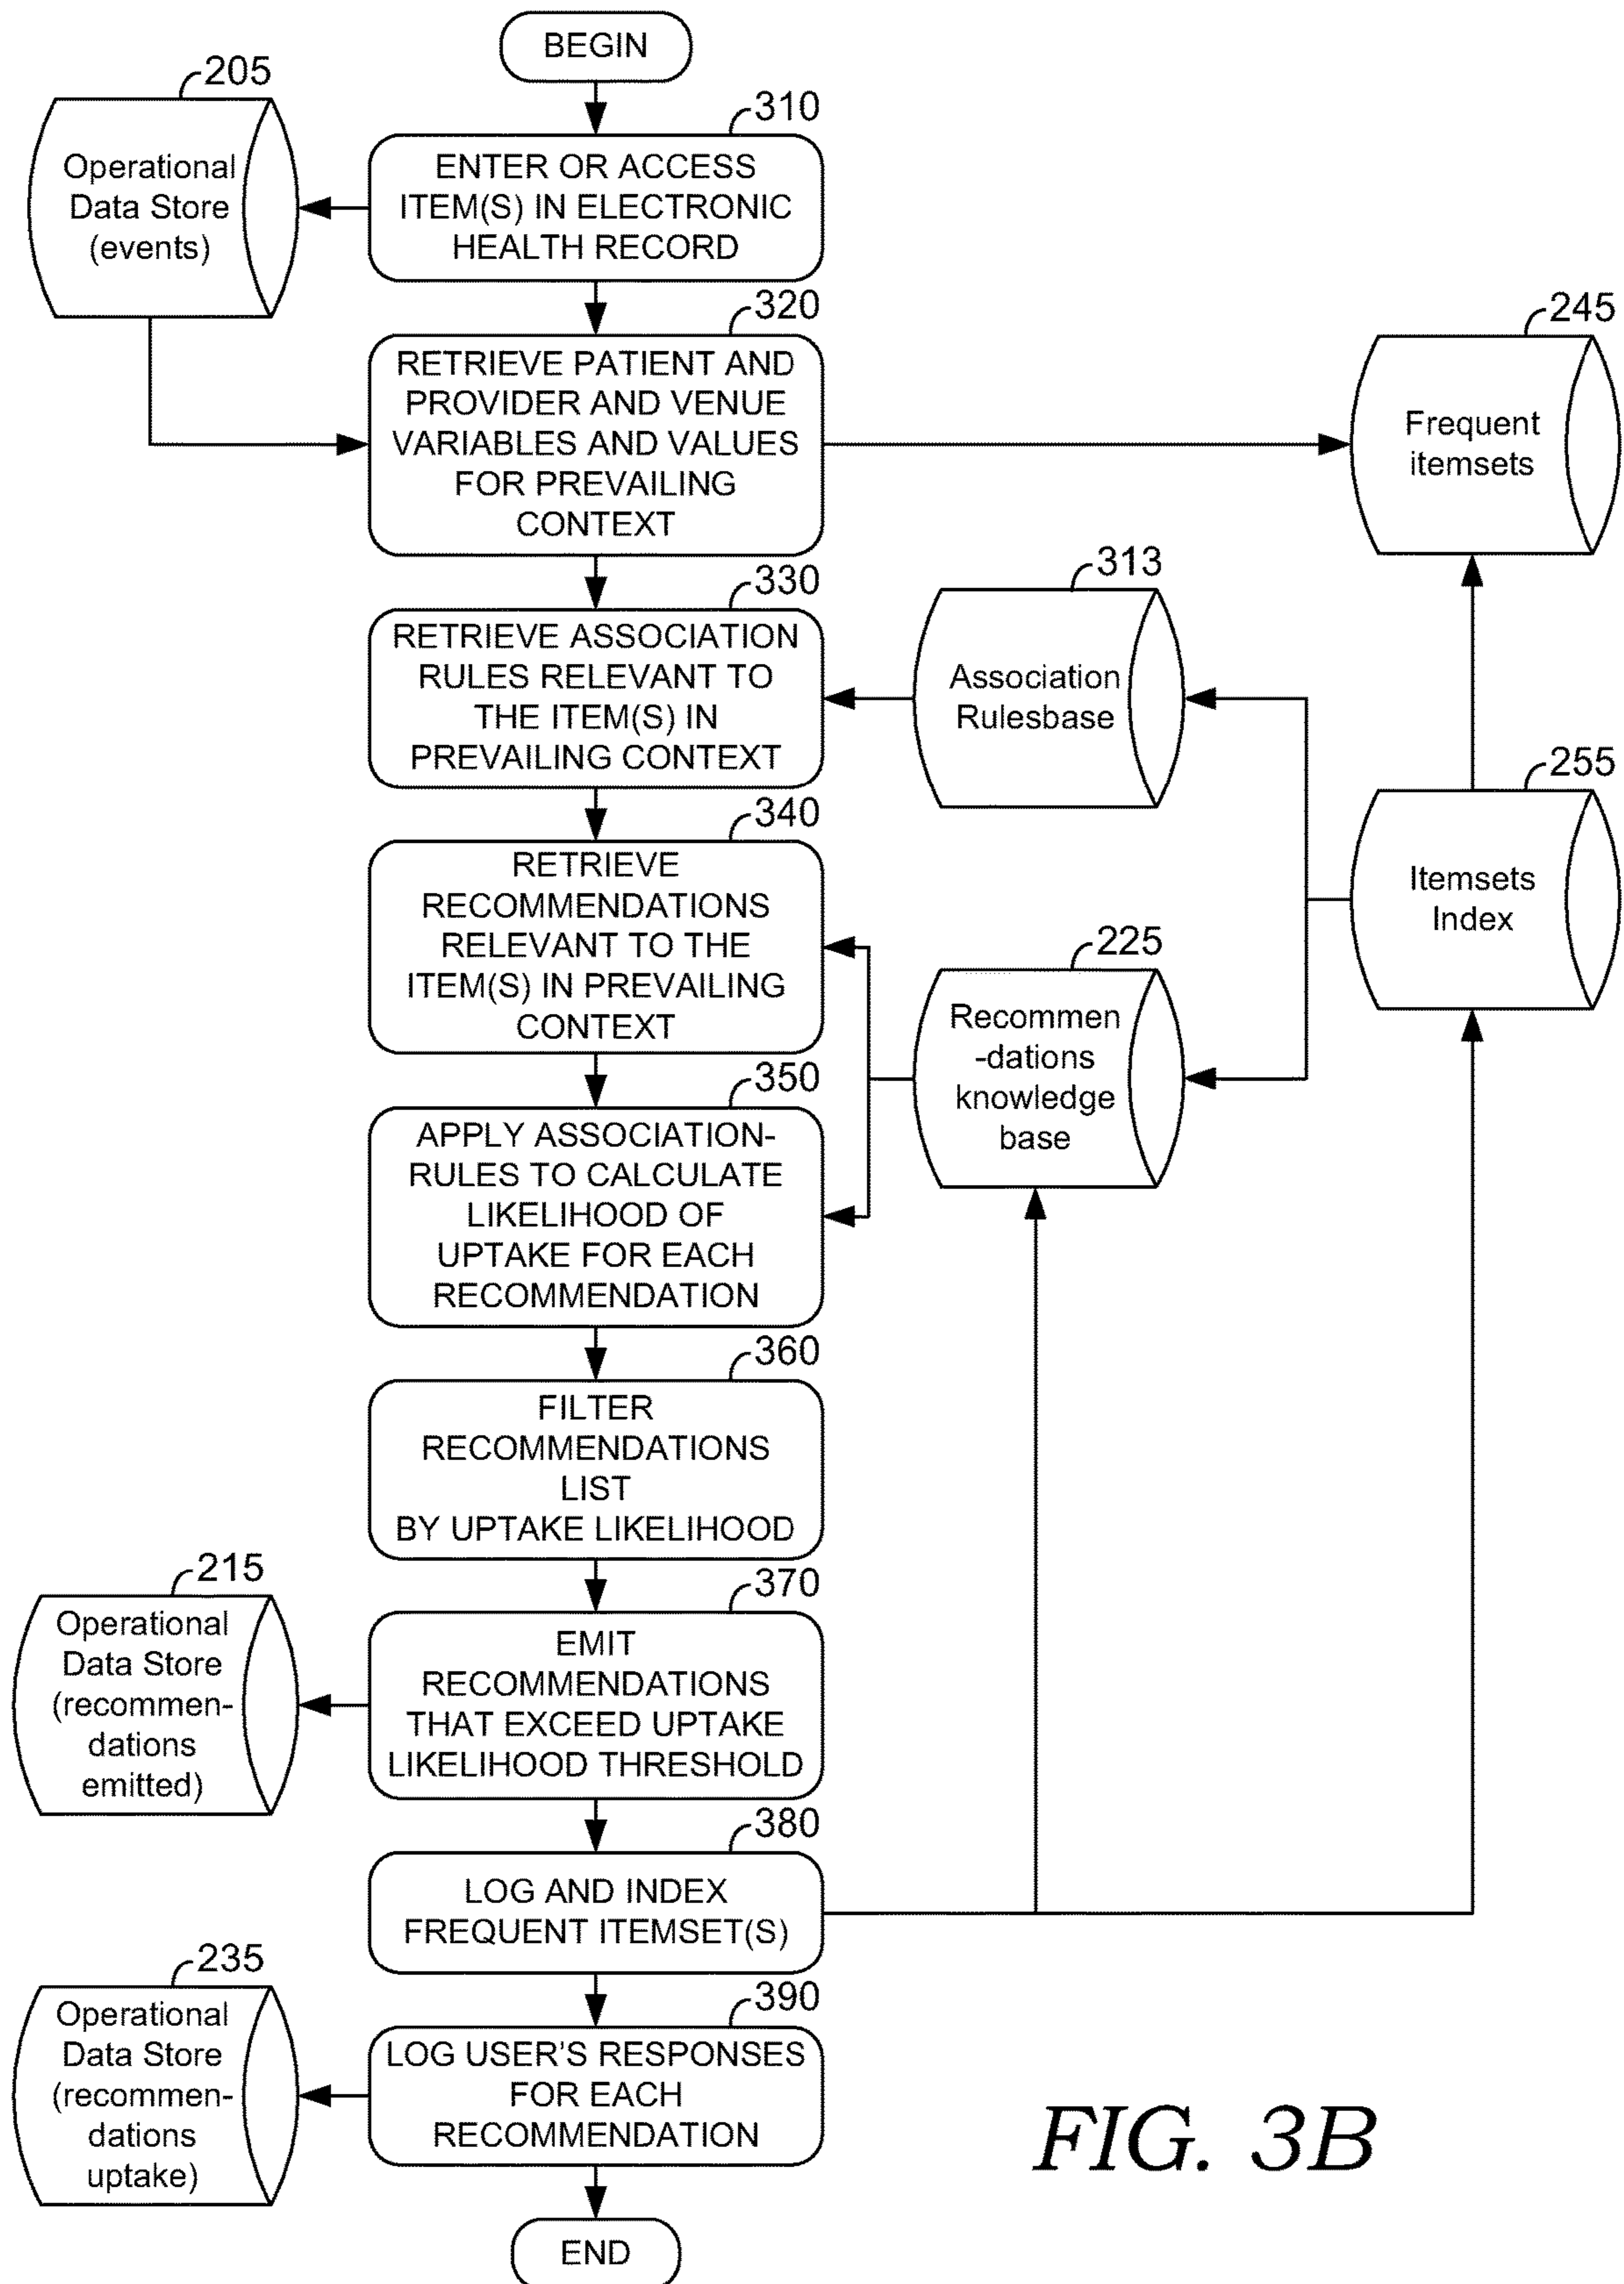 BEGIN
205
Operational
Data Store
(events)
310
ENTER OR ACCESS
ITEM(S) IN ELECTRONIC
HEALTH RECORD
320
RETRIEVE PATIENT AND
PROVIDER AND VENUE
VARIABLES AND VALUES
FOR PREVAILING
CONTEXT
245
Frequent
itemsets
330
RETRIEVE ASSOCIATION
RULES RELEVANT TO
THE ITEM(S) IN
PREVAILING CONTEXT
313
Association
Rulesbase
255
Itemsets
Index
340
RETRIEVE
RECOMMENDATIONS
RELEVANT TO THE
ITEM(S) IN PREVAILING
CONTEXT
225
Recommen
-dations
knowledge
base
350
APPLY ASSOCIATION-
RULES TO CALCULATE
LIKELIHOOD OF
UPTAKE FOR EACH
RECOMMENDATION
360
FILTER
RECOMMENDATIONS
LIST
BY UPTAKE LIKELIHOOD
215
Operational
Data Store
(recommen-
dations
emitted)
370
EMIT
RECOMMENDATIONS
THAT EXCEED UPTAKE
LIKELIHOOD THRESHOLD
380
LOG AND INDEX
FREQUENT ITEMSET(S)
235
Operational
Data Store
(recommen-
dations
uptake)
390
LOG USER'S RESPONSES
FOR EACH
RECOMMENDATION
END
FIG. 3B